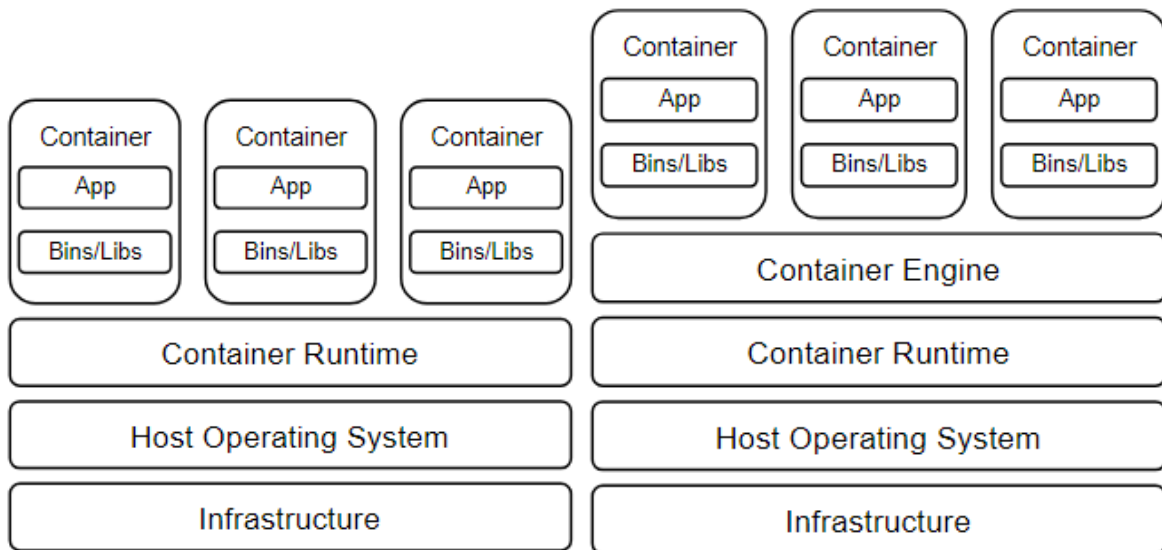 Container
App
Bins/Libs
Container
App
Bins/Libs
Container
App
Bins/Libs
Container Runtime
Host Operating System
Infrastructure
Container
App
Bins/Libs
Container
App
Bins/Libs
Container
App
Bins/Libs
Container Engine
Container Runtime
Host Operating System
Infrastructure